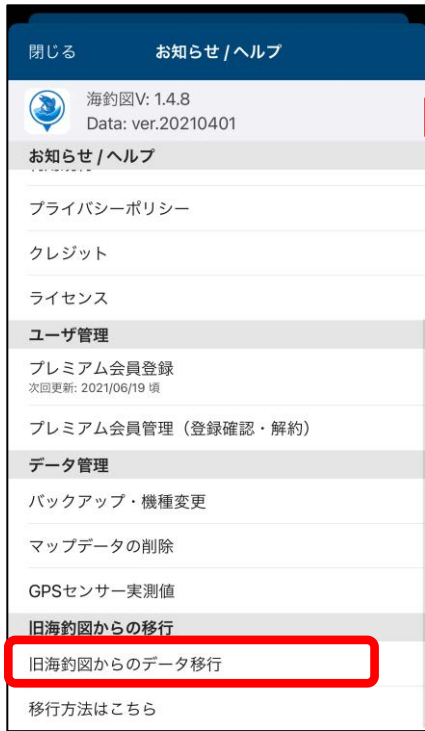 閉じる お知らせ / ヘルプ
海釣図V: 1.4.8
Data: ver.20210401
お知らせ / ヘルプ
プライバシーポリシー
クレジット
ライセンス
ユーザ管理
プレミアム会員登録
次回更新: 2021/06/19 頃
プレミアム会員管理（登録確認・解約）
データ管理
バックアップ・機種変更
マップデータの削除
GPSセンサー実測値
旧海釣図からの移行
旧海釣図からのデータ移行
移行方法はこちら